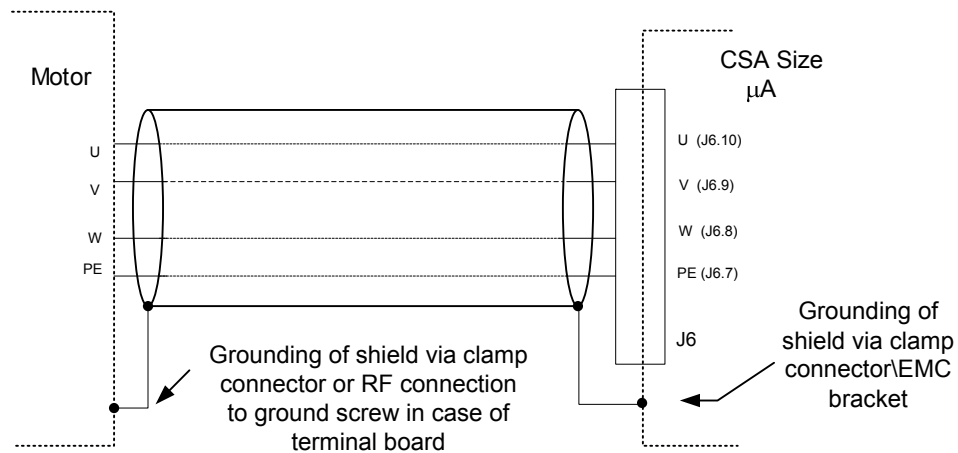 Motor
CSA Size
μA
U
V
W
PE
U (J6.10)
V (J6.9)
W (J6.8)
PE (J6.7)
J6
Grounding of shield via clamp
connector or RF connection
to ground screw in case of
terminal board
Grounding of
shield via clamp
connector\EMC
bracket